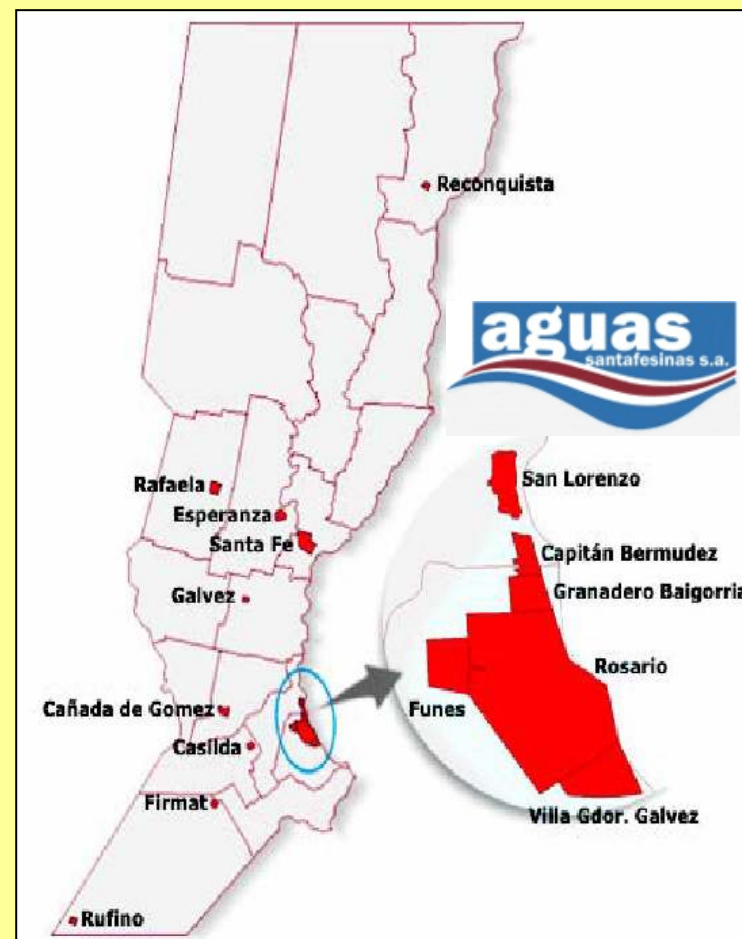 Reconquista
aguas
santafesinas s.a.
Rafaela
San Lorenzo
Esperanza
Santa Fe
Capitán Bermudez
Galvez
Granadero Baigorria
Rosario
Cañada de Gomez
Funes
Casilda
Firmat
Villa Gdor. Galvez
Rufino